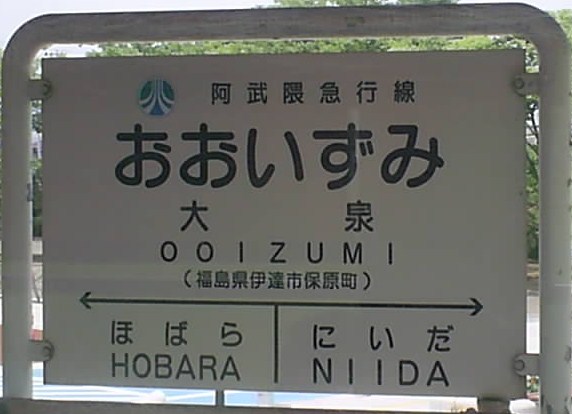 阿武隈急行線
おおいずみ
大泉
OOIZUMI
(福島県伊達市保原町)
ほばら にいだ
HOBARA NIIDA